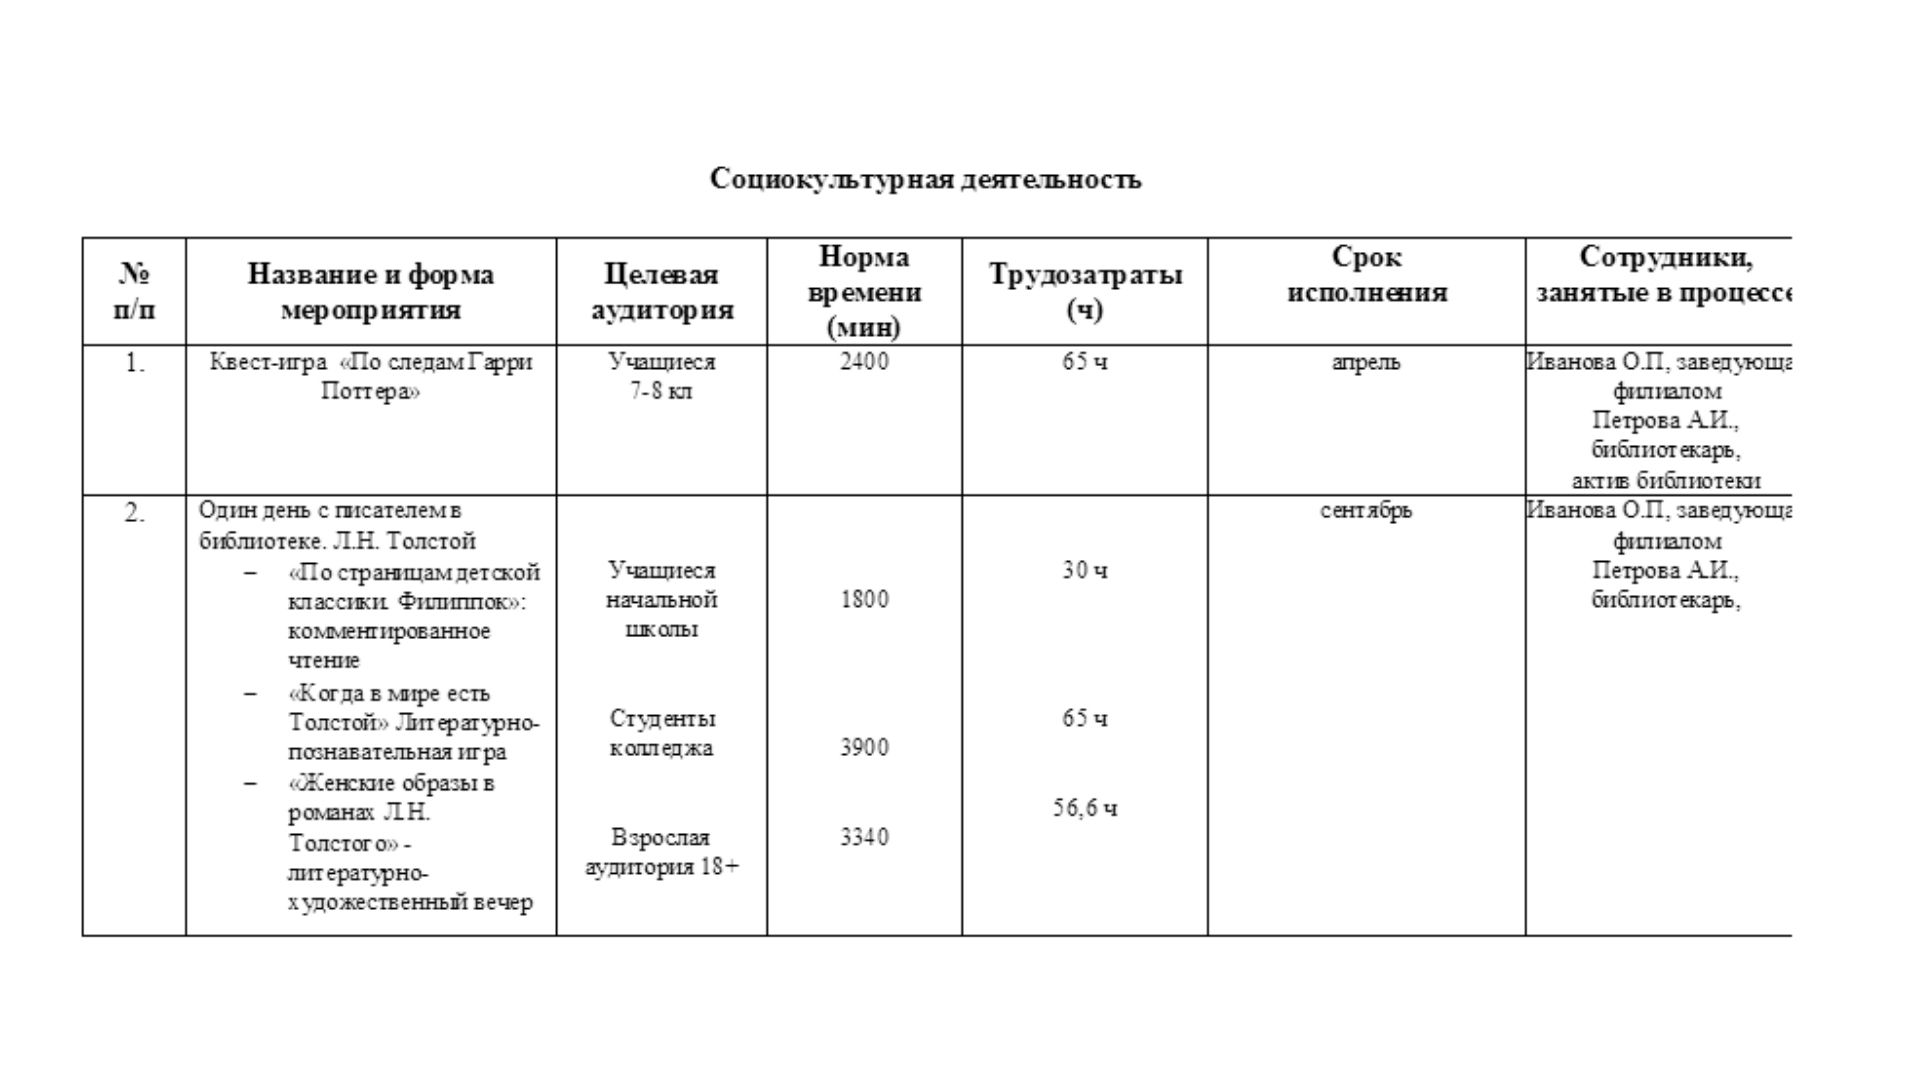 Социокультурная деятельность
№
п/п
Название и форма
мероприятия
Целевая
аудитория
Норма
времени
(мин)
Трудозатраты
(ч)
Срок
исполнения
Сотрудники,
занятые в процессе
1.
Квест-игра «По следам Гарри
Поттера»
Учащиеся
7-8 кл
2400
65 ч
апрель
Иванова О.П, заведующа
филиалом
Петрова А.И.,
библиотекарь,
актив библиотеки
2.
Один день с писателем в
библиотеке. Л.Н. Толстой
– «По страницам детской
классики. Филиппок»:
комментированное
чтение
– «Когда в мире есть
Толстой» Литературно-
познавательная игра
– «Женские образы в
романах Л.Н.
Толстого» -
литературно-
художественный вечер
Учащиеся
начальной
школы
Студенты
колледжа
Взрослая
аудитория 18+
1800
3900
3340
30 ч
65 ч
56,6 ч
сентябрь
Иванова О.П, заведующа
филиалом
Петрова А.И.,
библиотекарь,